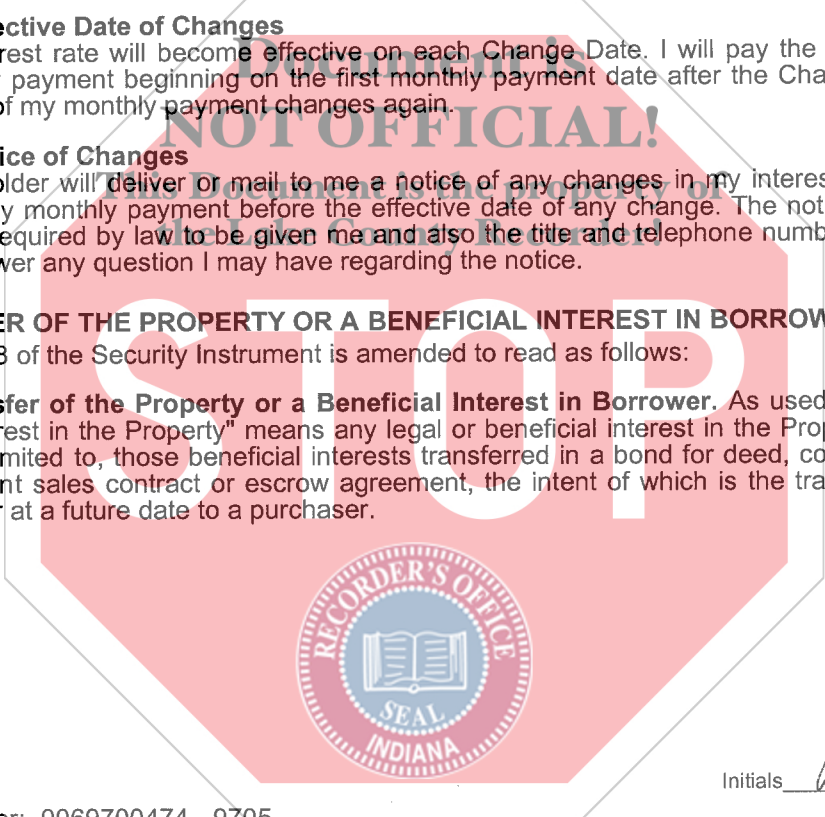 ective Date of Changes
rest rate will become effective on each Change Date. I will pay the
payment beginning on the first monthly payment date after the Cha
of my monthly payment changes again.
ice of Changes
older will deliver or mail to me a notice of any changes in my interes
y monthly payment before the effective date of any change. The not
equired by law to be given me and also the title and telephone numb
wer any question I may have regarding the notice.
ER OF THE PROPERTY OR A BENEFICIAL INTEREST IN BORROW
of the Security Instrument is amended to read as follows:
sfer of the Property or a Beneficial Interest in Borrower. As used
rest in the Property" means any legal or beneficial interest in the Prop
mited to, those beneficial interests transferred in a bond for deed, co
nt sales contract or escrow agreement, the intent of which is the tra
at a future date to a purchaser.
Document is
NOT OFFICIAL!
This Document is the property of
the Lake County Recorder!
STOP
RECORDER'S OFFICE
SEAL
INDIANA
Initials
er: 0069700474 - 9705